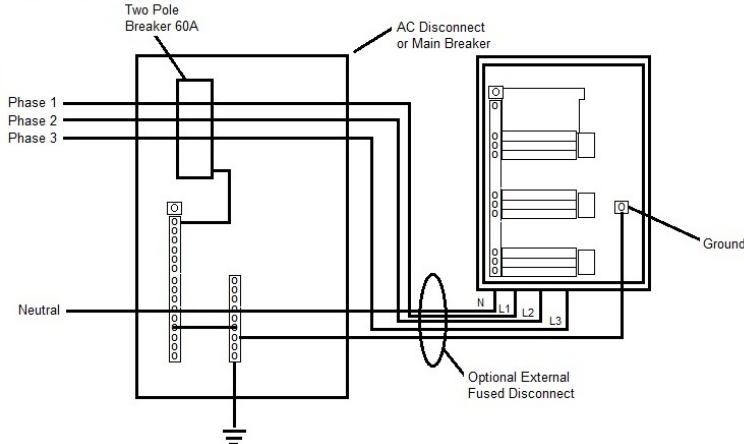 Two Pole
Breaker 60A
AC Disconnect
or Main Breaker
Phase 1
Phase 2
Phase 3
Ground
Neutral
N
L1
L2
L3
Optional External
Fused Disconnect